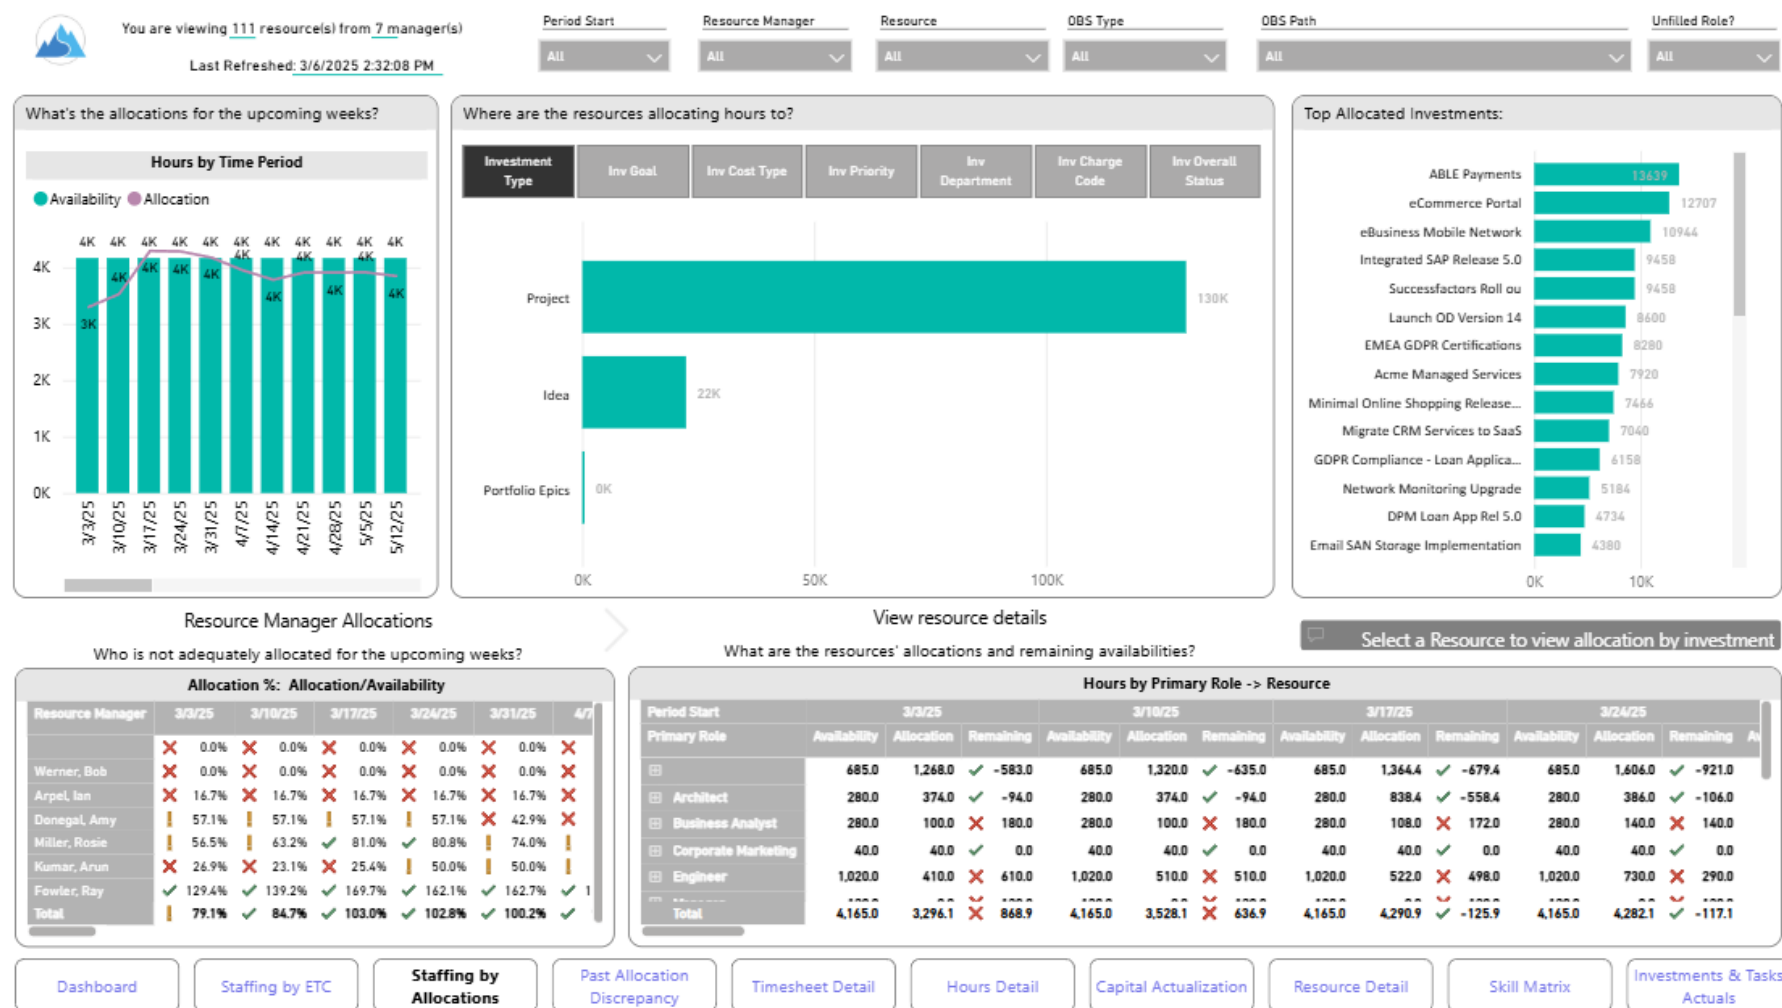 You are viewing 111 resource(s) from 7 manager(s)
Last Refreshed: 3/6/2025 2:32:08 PM
Period Start
All
Resource Manager
All
Resource
All
OBS Type
All
OBS Path
All
Unfilled Role?
All
What's the allocations for the upcoming weeks?
Hours by Time Period
Availability Allocation
4K 4K 4K 4K 4K 4K 4K 4K 4K 4K 4K
3K 4K 4K 4K 4K 4K 4K 4K 4K 4K 4K
4K
3K
2K
1K
0K
3/3/25 3/10/25 3/17/25 3/24/25 3/31/25 4/7/25 4/14/25 4/21/25 4/28/25 5/5/25 5/12/25
Where are the resources allocating hours to?
Investment Type
Inv Goal
Inv Cost Type
Inv Priority
Inv Department
Inv Charge Code
Inv Overall Status
Project 130K
Idea 22K
Portfolio Epics 0K
0K 50K 100K
Top Allocated Investments:
ABLE Payments 13639
eCommerce Portal 12707
eBusiness Mobile Network 10944
Integrated SAP Release 5.0 9458
Successfactors Roll ou 9458
Launch OD Version 14 8600
EMEA GDPR Certifications 8280
Acme Managed Services 7920
Minimal Online Shopping Release... 7466
Migrate CRM Services to SaaS 7040
GDPR Compliance - Loan Applica... 6158
Network Monitoring Upgrade 5184
DPM Loan App Rel 5.0 4734
Email SAN Storage Implementation 4380
0K 10K
Resource Manager Allocations
Who is not adequately allocated for the upcoming weeks?
Allocation %: Allocation/Availability
Resource Manager 3/3/25 3/10/25 3/17/25 3/24/25 3/31/25 4/7
0.0% 0.0% 0.0% 0.0% 0.0%
Werner, Bob 0.0% 0.0% 0.0% 0.0% 0.0%
Arpel, Ian 16.7% 16.7% 16.7% 16.7% 16.7%
Donegal, Amy 57.1% 57.1% 57.1% 57.1% 42.9%
Miller, Rosie 56.5% 63.2% 81.0% 80.8% 74.0%
Kumar, Arun 26.9% 23.1% 25.4% 50.0% 50.0%
Fowler, Ray 129.4% 139.2% 169.7% 162.1% 162.7% 1
Total 79.1% 84.7% 103.0% 102.8% 100.2%
View resource details
What are the resources' allocations and remaining availabilities?
Select a Resource to view allocation by investment
Hours by Primary Role -> Resource
Period Start 3/3/25 3/10/25 3/17/25 3/24/25
Primary Role Availability Allocation Remaining Availability Allocation Remaining Availability Allocation Remaining Availability Allocation Remaining Av
685.0 1,268.0 -583.0 685.0 1,320.0 -635.0 685.0 1,364.4 -679.4 685.0 1,606.0 -921.0
Architect 280.0 374.0 -94.0 280.0 374.0 -94.0 280.0 838.4 -558.4 280.0 386.0 -106.0
Business Analyst 280.0 100.0 180.0 280.0 100.0 180.0 280.0 108.0 172.0 280.0 140.0 140.0
Corporate Marketing 40.0 40.0 0.0 40.0 40.0 0.0 40.0 40.0 0.0 40.0 40.0 0.0
Engineer 1,020.0 410.0 610.0 1,020.0 510.0 510.0 1,020.0 522.0 498.0 1,020.0 730.0 290.0
Total 4,165.0 3,296.1 868.9 4,165.0 3,528.1 636.9 4,165.0 4,290.9 -125.9 4,165.0 4,282.1 -117.1
Dashboard
Staffing by ETC
Staffing by Allocations
Past Allocation Discrepancy
Timesheet Detail
Hours Detail
Capital Actualization
Resource Detail
Skill Matrix
Investments & Tasks Actuals